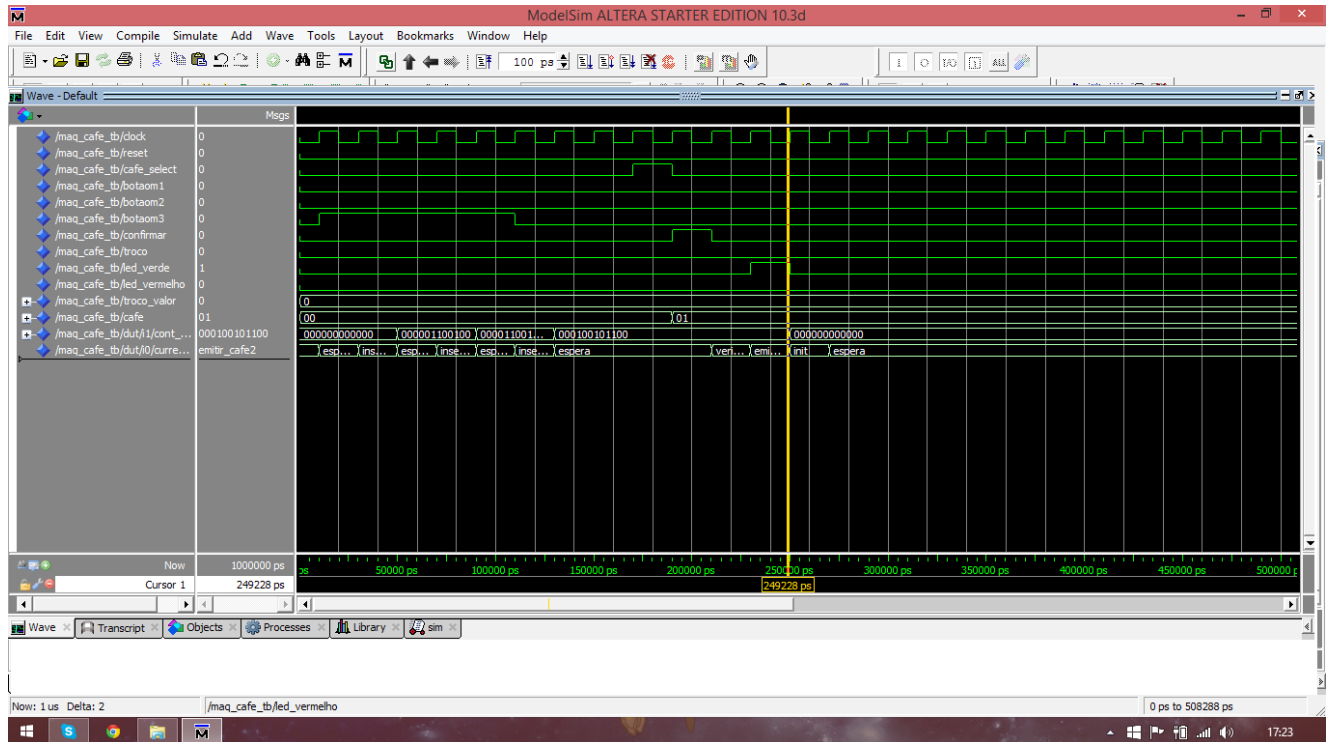 ModelSim ALTERA STARTER EDITION 10.3d
File Edit View Compile Simulate Add Wave Tools Layout Bookmarks Window Help
100 ps
Wave - Default
Msgs
/maq_cafe_tb/clock 0
/maq_cafe_tb/reset 0
/maq_cafe_tb/cafe_select 0
/maq_cafe_tb/botaom1 0
/maq_cafe_tb/botaom2 0
/maq_cafe_tb/botaom3 0
/maq_cafe_tb/confirmar 0
/maq_cafe_tb/troco 0
/maq_cafe_tb/led_verde 1
/maq_cafe_tb/led_vermelho 0
/maq_cafe_tb/troco_valor 0 0
/maq_cafe_tb/cafe 01 00 01
/maq_cafe_tb/dut/i1/cont_... 000100101100 000000000000 000001100100 000011001... 000100101100 000000000000
/maq_cafe_tb/dut/i0/curre... emitir_cafe2 esp... ins... esp... inse... esp... inse... espera veri... emi... init espera
Now 1000000 ps ps 50000 ps 100000 ps 150000 ps 200000 ps 250000 ps 300000 ps 350000 ps 400000 ps 450000 ps 500000 p
Cursor 1 249228 ps 249228 ps
Wave Transcript Objects Processes Library sim
Now: 1 us Delta: 2 /maq_cafe_tb/led_vermelho 0 ps to 508288 ps
17:23